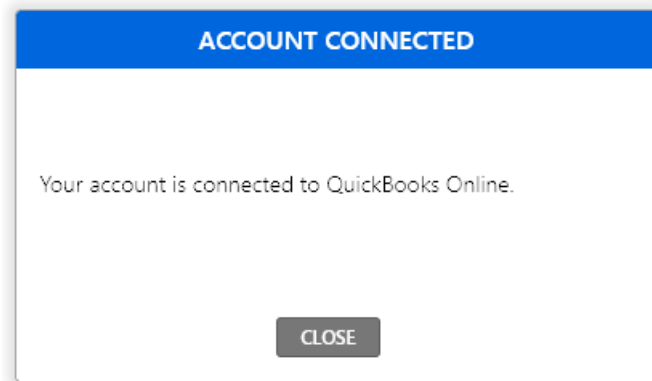 ACCOUNT CONNECTED
Your account is connected to QuickBooks Online.
CLOSE